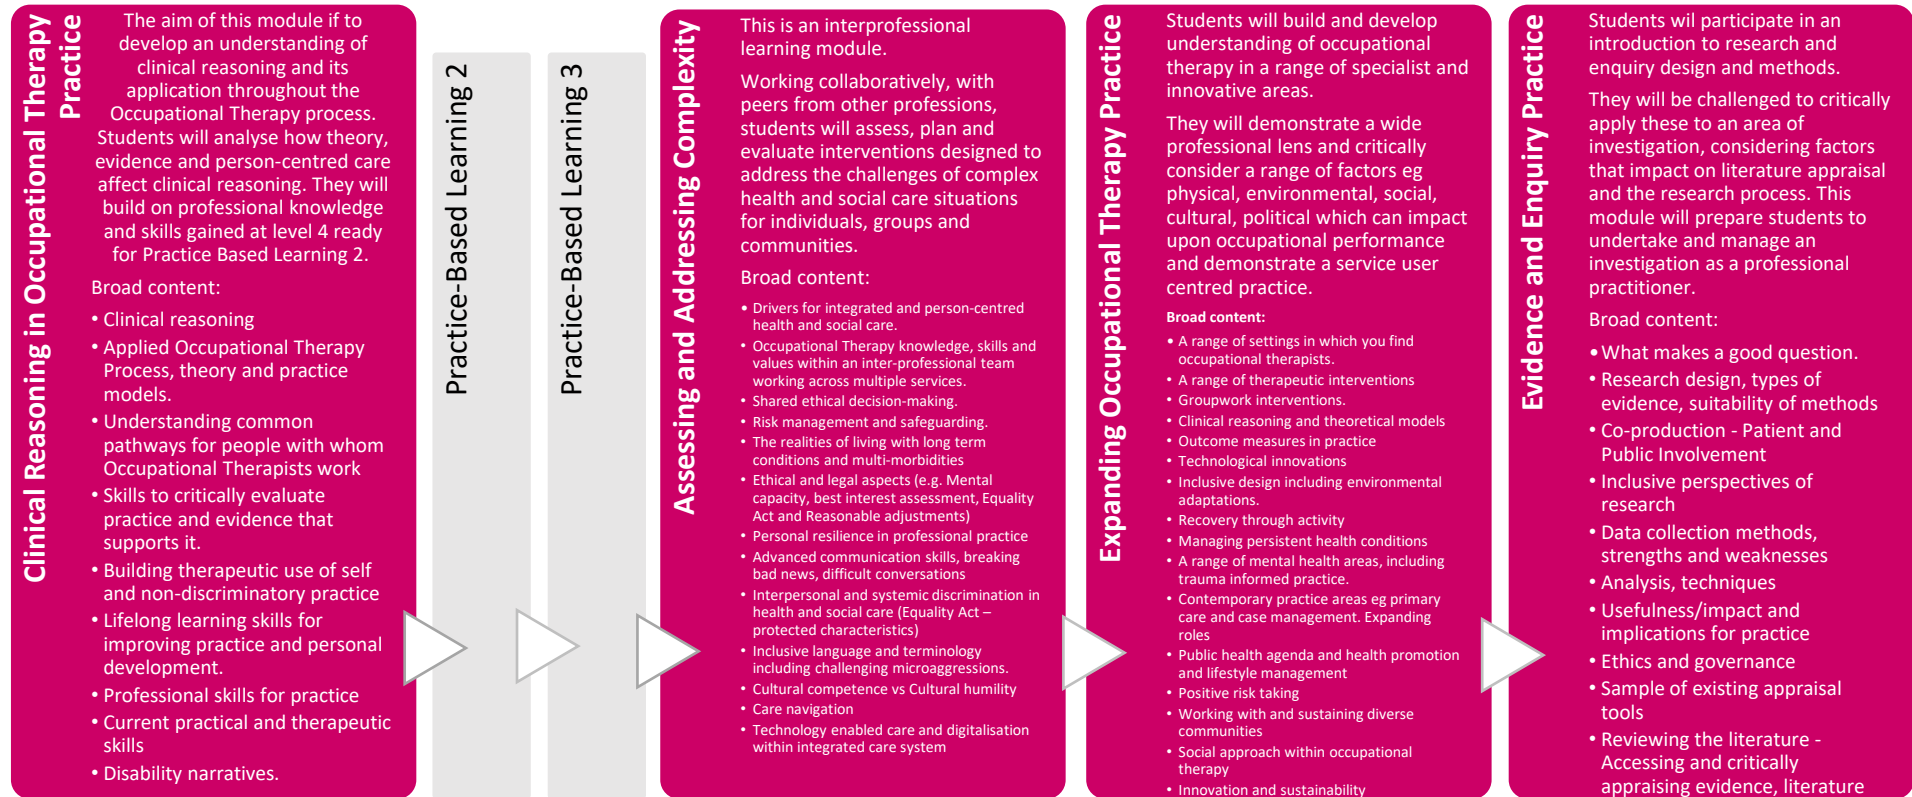 Clinical Reasoning in Occupational Therapy
Practice
The aim of this module if to
develop an understanding of
clinical reasoning and its
application throughout the
Occupational Therapy process.
Students will analyse how theory,
evidence and person-centred care
affect clinical reasoning. They will
build on professional knowledge
and skills gained at level 4 ready
for Practice Based Learning 2.
Broad content:
• Clinical reasoning
• Applied Occupational Therapy
Process, theory and practice
models.
• Understanding common
pathways for people with whom
Occupational Therapists work
• Skills to critically evaluate
practice and evidence that
supports it.
• Building therapeutic use of self
and non-discriminatory practice
• Lifelong learning skills for
improving practice and personal
development.
• Professional skills for practice
• Current practical and therapeutic
skills
• Disability narratives.
Practice-Based Learning 2
Practice-Based Learning 3
Assessing and Addressing Complexity
This is an interprofessional
learning module.
Working collaboratively, with
peers from other professions,
students will assess, plan and
evaluate interventions designed to
address the challenges of complex
health and social care situations
for individuals, groups and
communities.
Broad content:
• Drivers for integrated and person-centred
health and social care.
• Occupational Therapy knowledge, skills and
values within an inter-professional team
working across multiple services.
• Shared ethical decision-making.
• Risk management and safeguarding.
• The realities of living with long term
conditions and multi-morbidities
• Ethical and legal aspects (e.g. Mental
capacity, best interest assessment, Equality
Act and Reasonable adjustments)
• Personal resilience in professional practice
• Advanced communication skills, breaking
bad news, difficult conversations
• Interpersonal and systemic discrimination in
health and social care (Equality Act –
protected characteristics)
• Inclusive language and terminology
including challenging microaggressions.
• Cultural competence vs Cultural humility
• Care navigation
• Technology enabled care and digitalisation
within integrated care system
Expanding Occupational Therapy Practice
Students will build and develop
understanding of occupational
therapy in a range of specialist and
innovative areas.
They will demonstrate a wide
professional lens and critically
consider a range of factors eg
physical, environmental, social,
cultural, political which can impact
upon occupational performance
and demonstrate a service user
centred practice.
Broad content:
• A range of settings in which you find
occupational therapists.
• A range of therapeutic interventions
• Groupwork interventions.
• Clinical reasoning and theoretical models
• Outcome measures in practice
• Technological innovations
• Inclusive design including environmental
adaptations.
• Recovery through activity
• Managing persistent health conditions
• A range of mental health areas, including
trauma informed practice.
• Contemporary practice areas eg primary
care and case management. Expanding
roles
• Public health agenda and health promotion
and lifestyle management
• Positive risk taking
• Working with and sustaining diverse
communities
• Social approach within occupational
therapy
• Innovation and sustainability
Evidence and Enquiry Practice
Students wil participate in an
introduction to research and
enquiry design and methods.
They will be challenged to critically
apply these to an area of
investigation, considering factors
that impact on literature appraisal
and the research process. This
module will prepare students to
undertake and manage an
investigation as a professional
practitioner.
Broad content:
• What makes a good question.
• Research design, types of
evidence, suitability of methods
• Co-production - Patient and
Public Involvement
• Inclusive perspectives of
research
• Data collection methods,
strengths and weaknesses
• Analysis, techniques
• Usefulness/impact and
implications for practice
• Ethics and governance
• Sample of existing appraisal
tools
• Reviewing the literature -
Accessing and critically
appraising evidence, literature